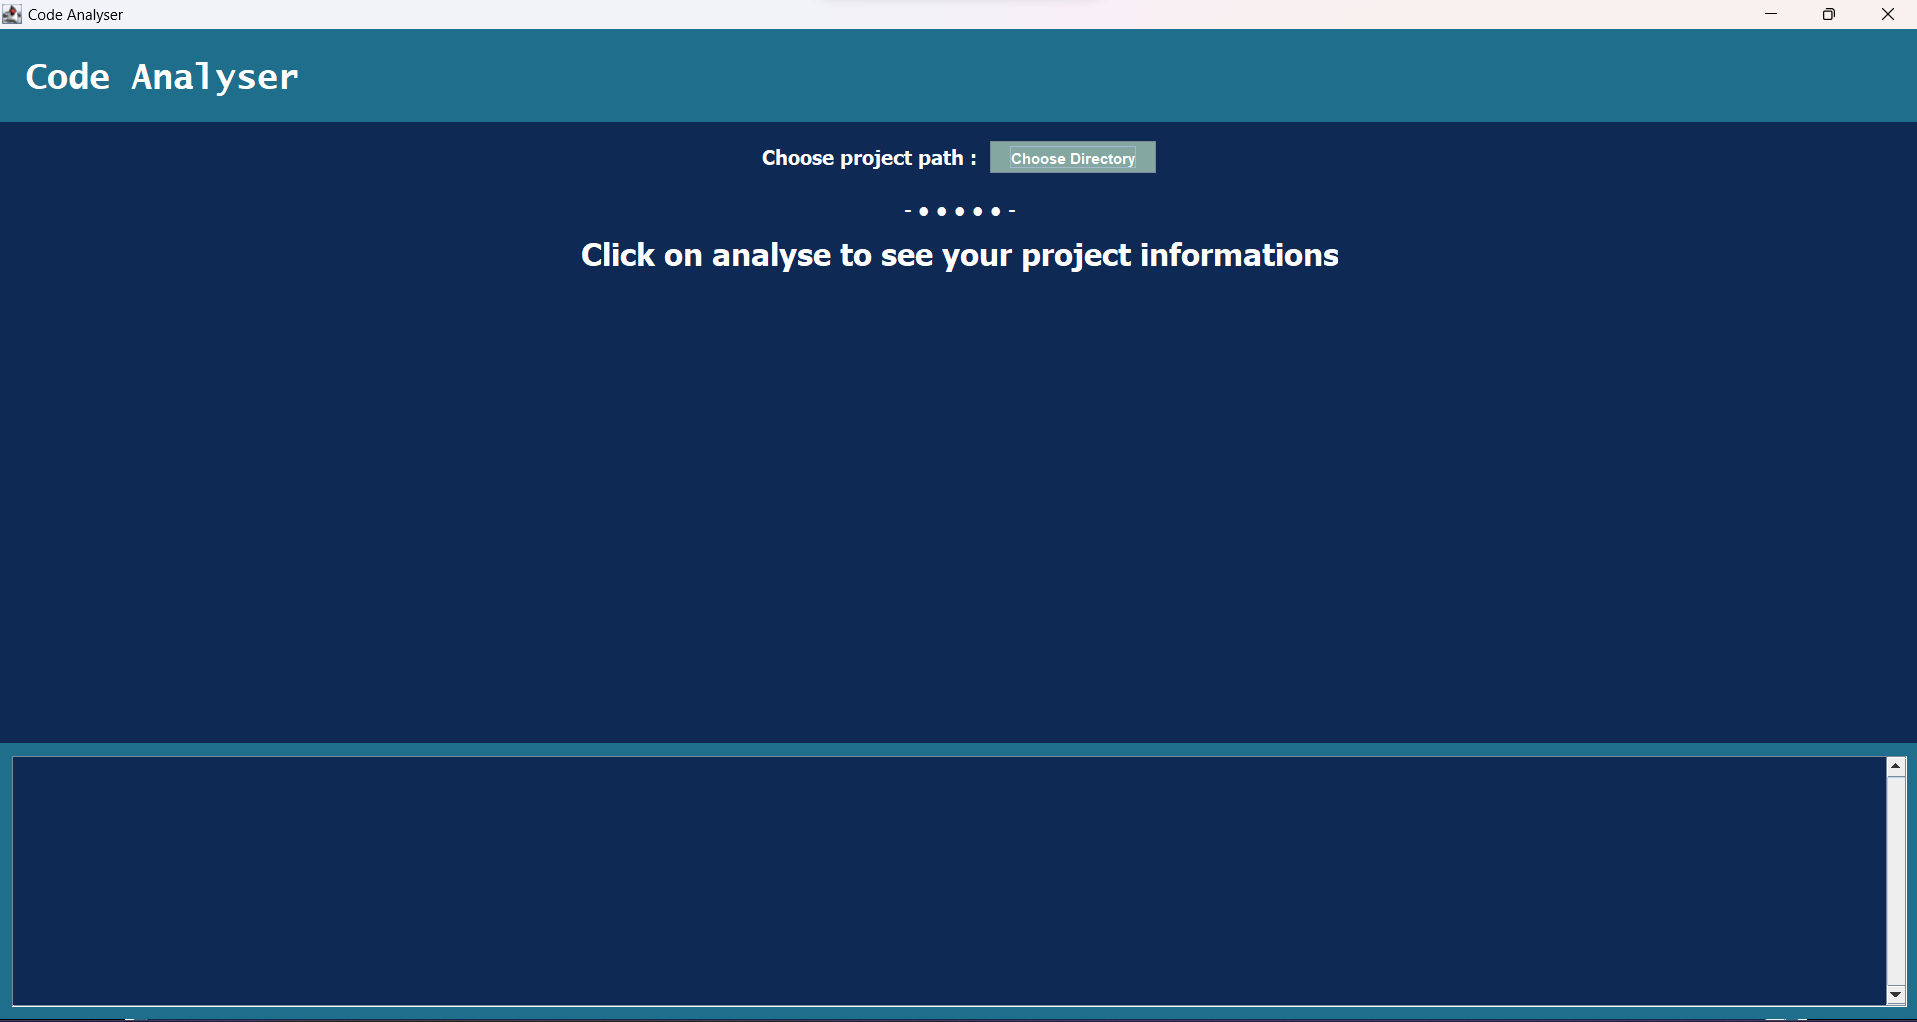 Code Analyser
Code Analyser
Choose project path : Choose Directory
- ● ● ● ● ● -
Click on analyse to see your project informations